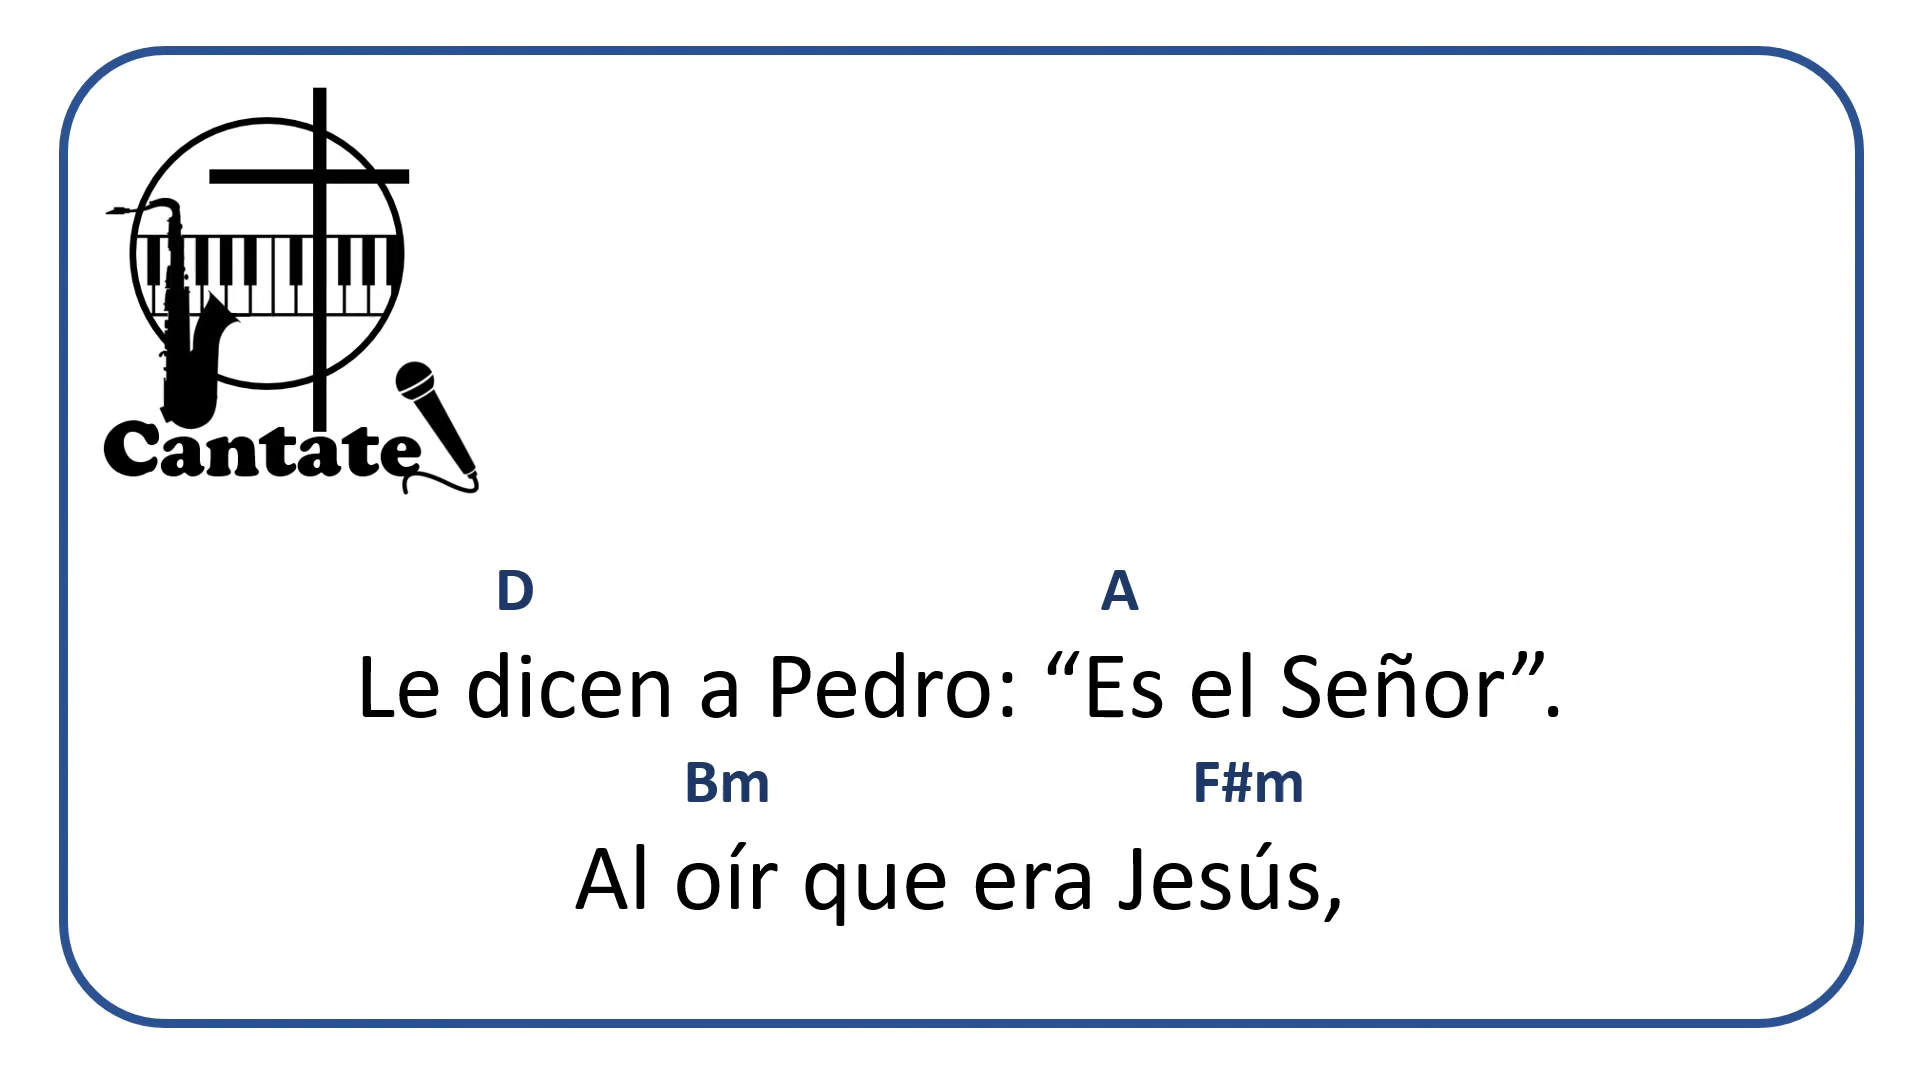 Cantate
D A
Le dicen a Pedro: “Es el Señor”.
Bm F#m
Al oír que era Jesús,